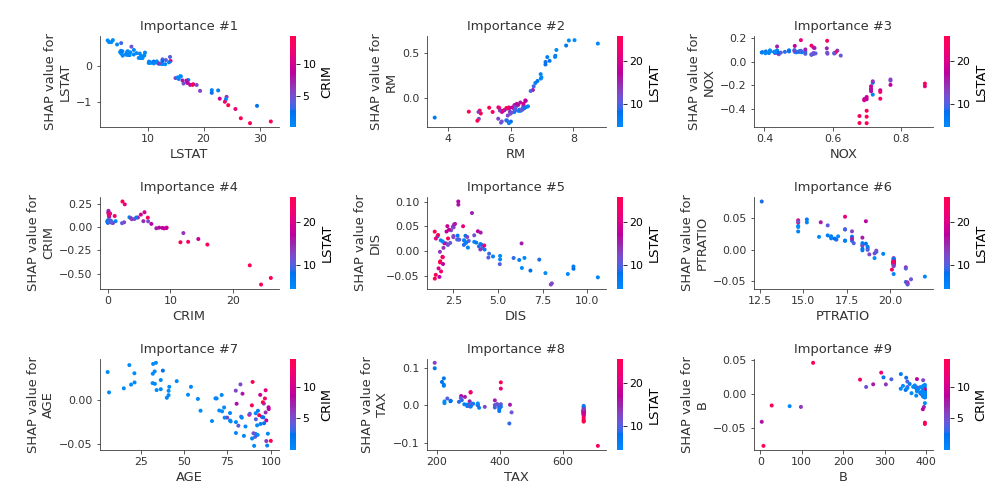 Importance #1
SHAP value for
LSTAT
0
−1
10
20
30
LSTAT
10
5
CRIM
Importance #2
SHAP value for
RM
0.5
0.0
4
6
8
RM
20
10
LSTAT
Importance #3
SHAP value for
NOX
0.2
0.0
−0.2
−0.4
0.4
0.6
0.8
NOX
20
10
LSTAT
Importance #4
SHAP value for
CRIM
0.25
0.00
−0.25
−0.50
0
10
20
CRIM
20
10
LSTAT
Importance #5
SHAP value for
DIS
0.10
0.05
0.00
−0.05
2.5
5.0
7.5
10.0
DIS
20
10
LSTAT
Importance #6
SHAP value for
PTRATIO
0.05
0.00
−0.05
12.5
15.0
17.5
20.0
PTRATIO
20
10
LSTAT
Importance #7
SHAP value for
AGE
0.00
−0.05
25
50
75
100
AGE
10
5
CRIM
Importance #8
SHAP value for
TAX
0.1
0.0
−0.1
200
400
600
TAX
20
10
LSTAT
Importance #9
SHAP value for
B
0.05
0.00
−0.05
0
100
200
300
400
B
10
5
CRIM